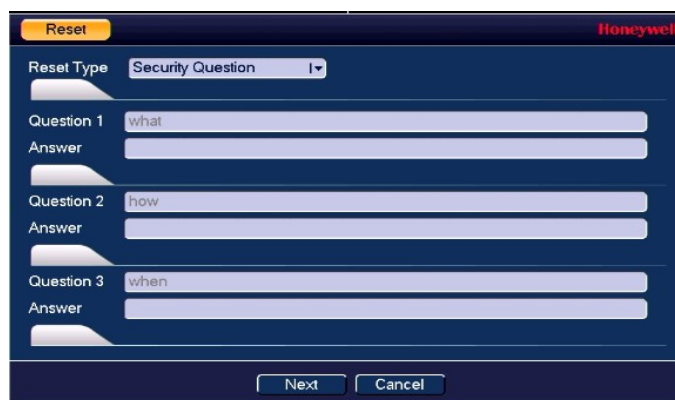 Reset
Honeywell
Reset Type Security Question
Question 1 what
Answer
Question 2 how
Answer
Question 3 when
Answer
Next Cancel